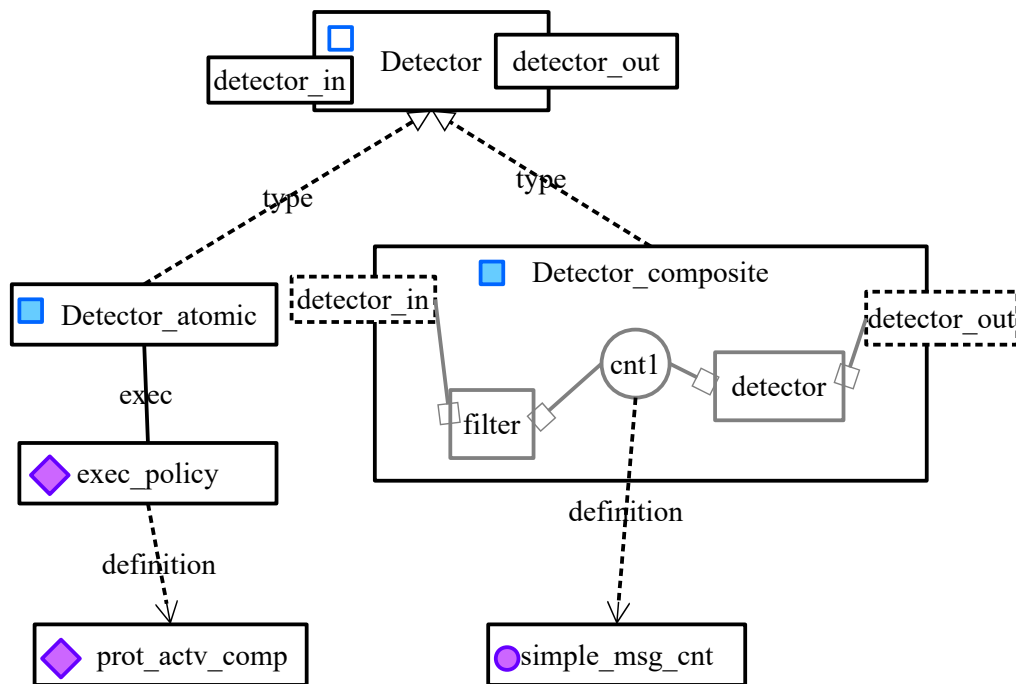 Detector
detector_in
detector_out
type
type
Detector_atomic
Detector_composite
detector_in
detector_out
cnt1
detector
filter
exec
exec_policy
definition
definition
prot_actv_comp
simple_msg_cnt